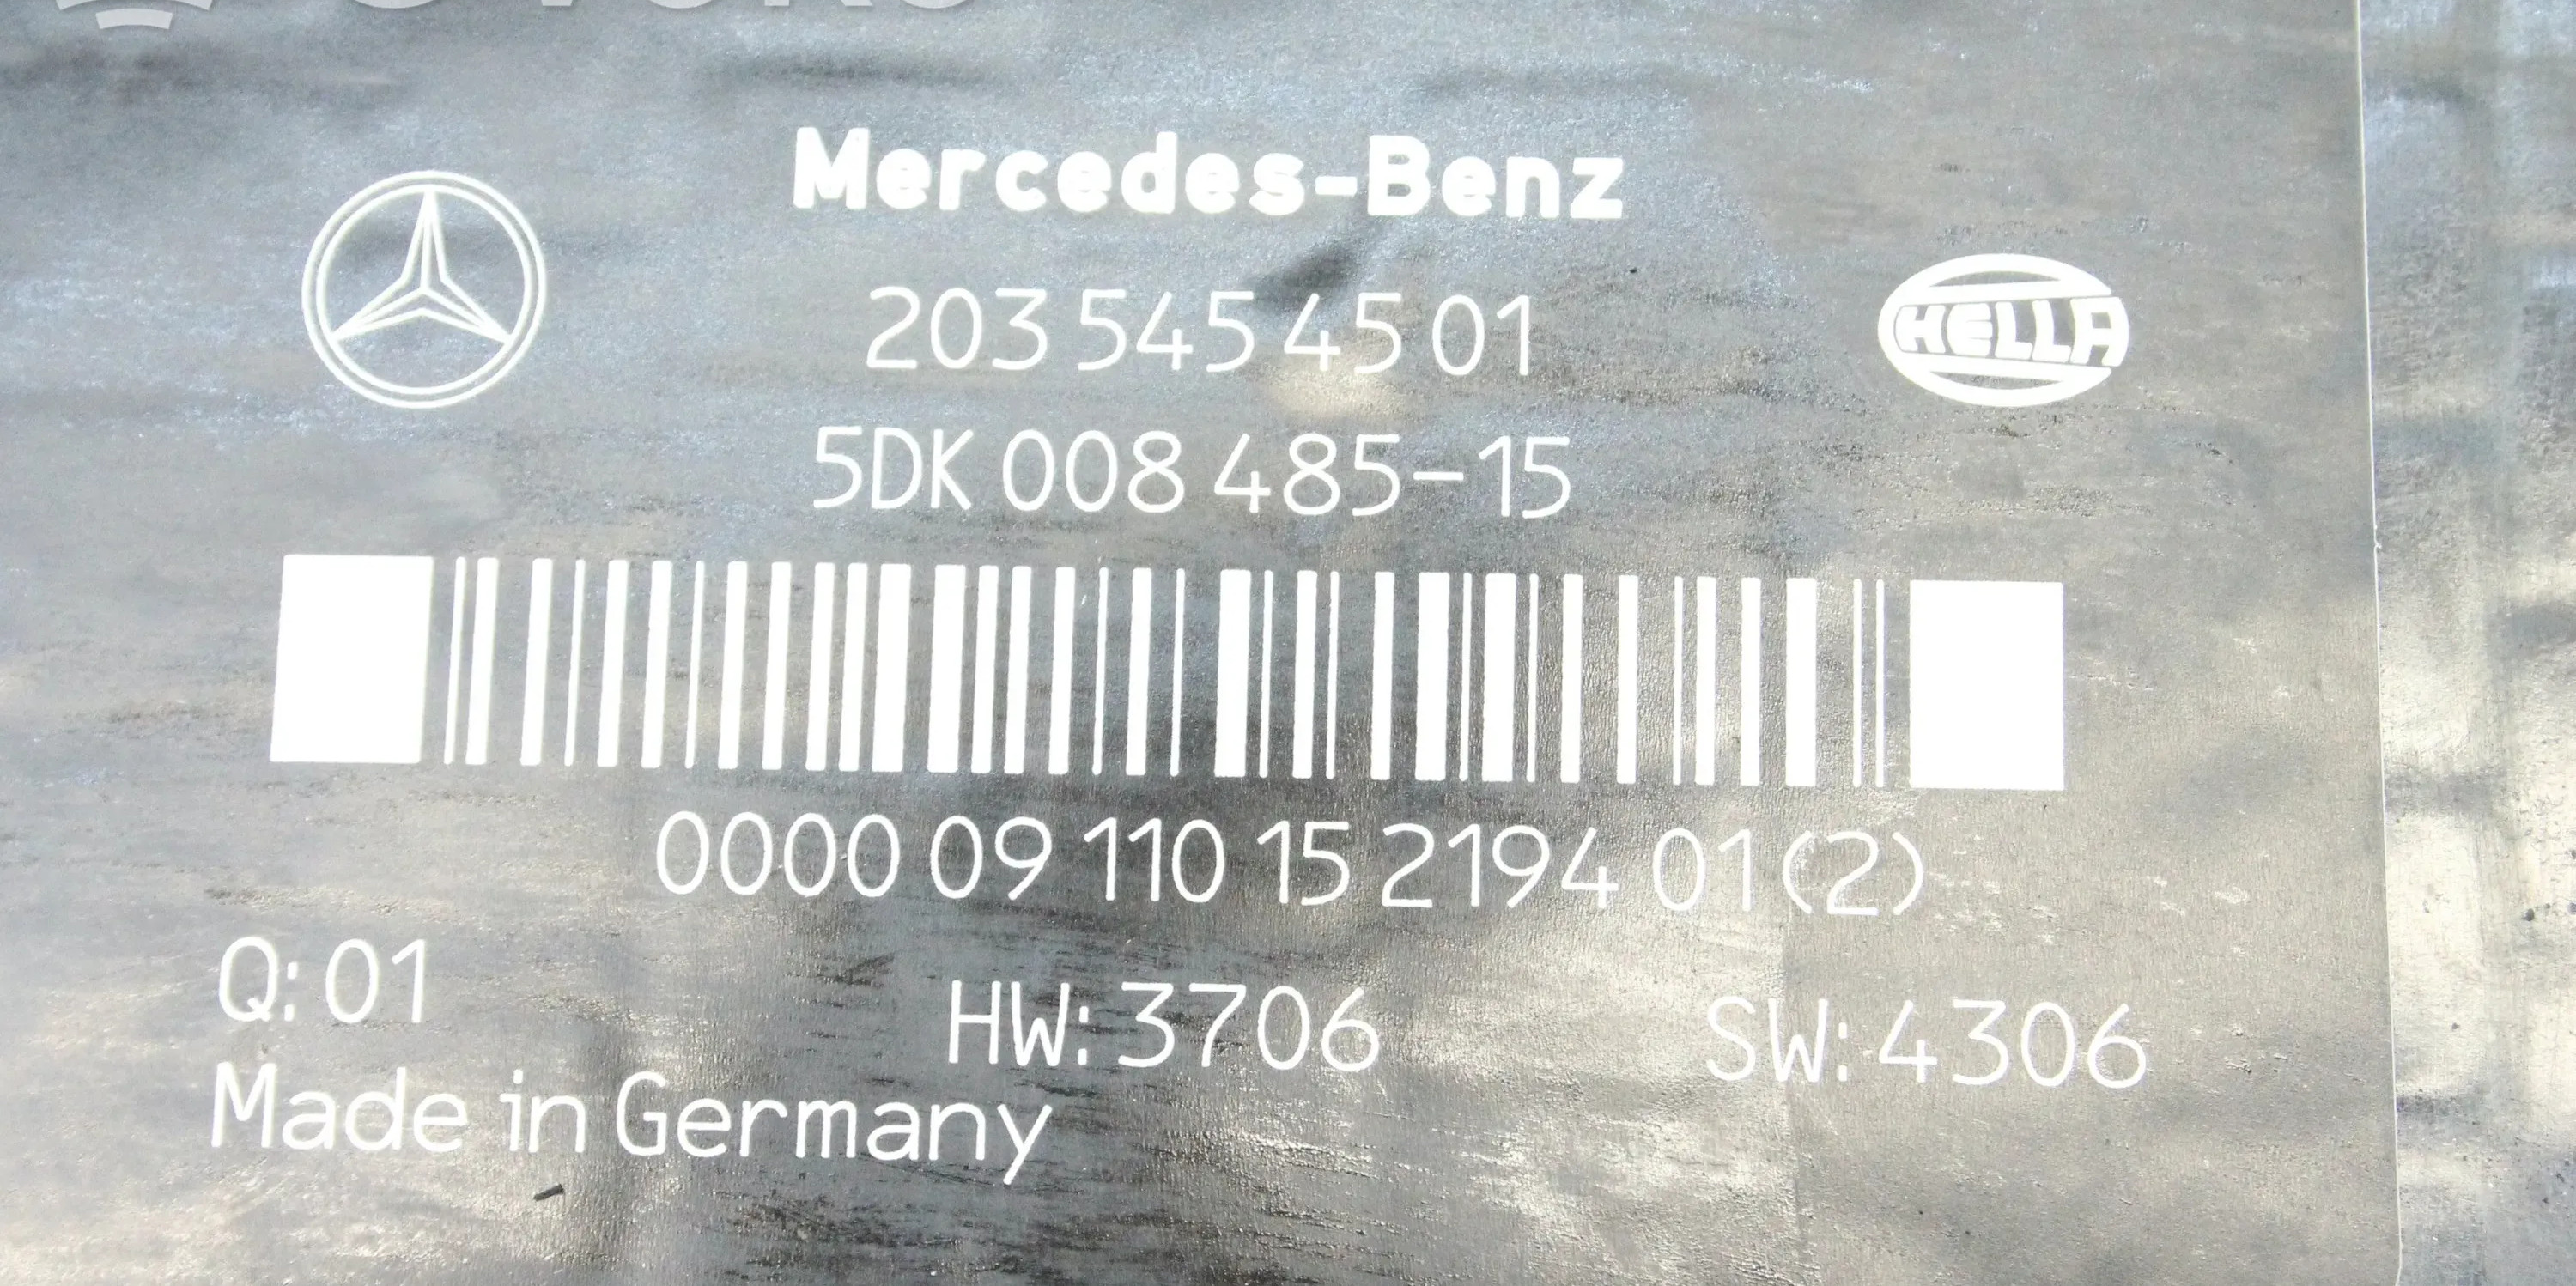 Mercedes-Benz
203 545 45 01
HELLA
5DK 008 485-15
0000 09 110 15 2194 01 (2)
Q: 01
HW: 3706
SW: 4306
Made in Germany